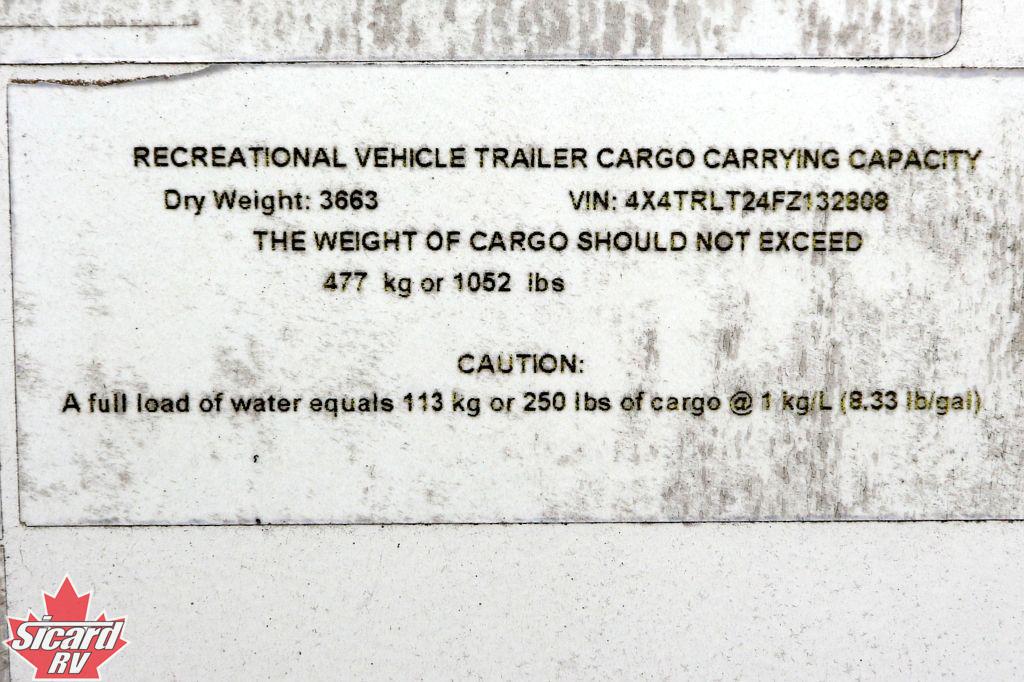 RECREATIONAL VEHICLE TRAILER CARGO CARRYING CAPACITY
Dry Weight: 3663 VIN: 4X4TRLT24FZ132808
THE WEIGHT OF CARGO SHOULD NOT EXCEED
477 kg or 1052 lbs
CAUTION:
A full load of water equals 113 kg or 250 lbs of cargo @ 1 kg/L (8.33 lb/gal)
Sicard
RV